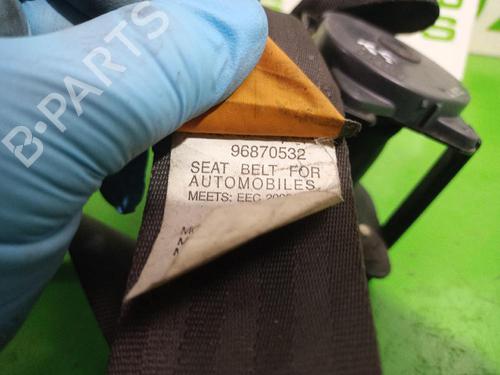 B-PARTS
96870532
SEAT BELT FOR
AUTOMOBILES.
MEETS: EEC